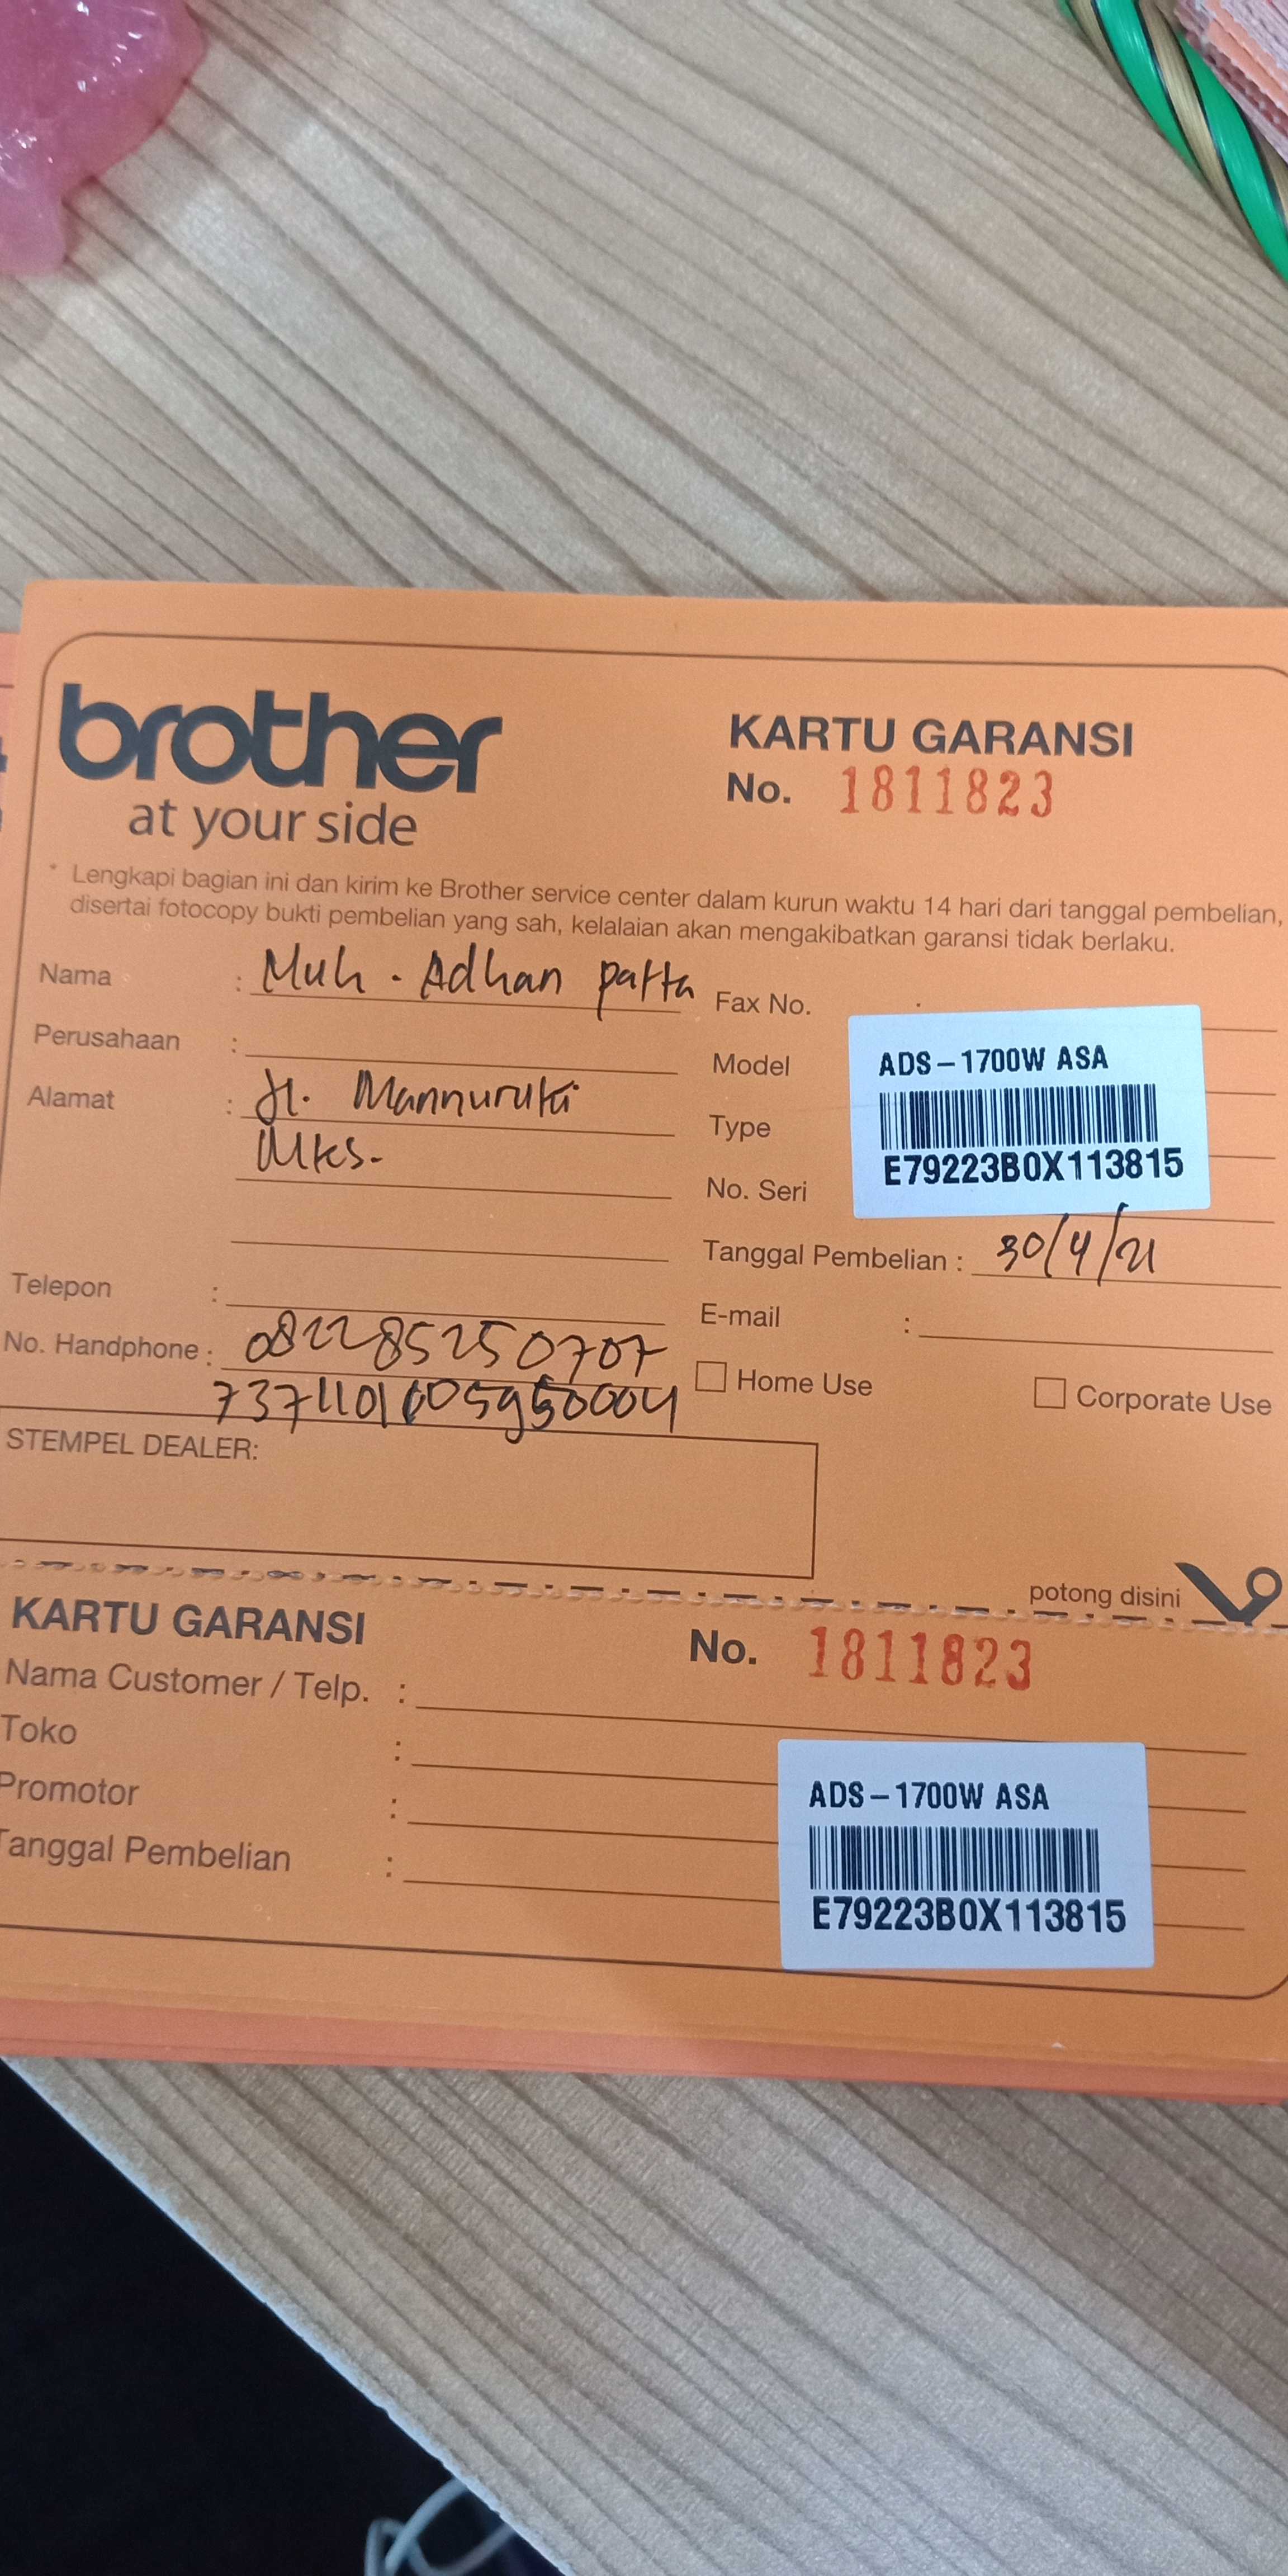 brother
at your side
KARTU GARANSI
No. 1811823
* Lengkapi bagian ini dan kirim ke Brother service center dalam kurun waktu 14 hari dari tanggal pembelian,
disertai fotocopy bukti pembelian yang sah, kelalaian akan mengakibatkan garansi tidak berlaku.
Nama : Muh. Adhan patta
Perusahaan :
Alamat : Jl. Mannuruki
Mks.
Telepon :
No. Handphone : 082285250707
Fax No. :
Model
Type
No. Seri
ADS-1700W ASA
E79223B0X113815
Tanggal Pembelian : 30/4/21
E-mail :
Home Use
Corporate Use
STEMPEL DEALER:
potong disini
KARTU GARANSI
No. 1811823
Nama Customer / Telp. :
Toko :
Promotor :
Tanggal Pembelian :
ADS-1700W ASA
E79223B0X113815